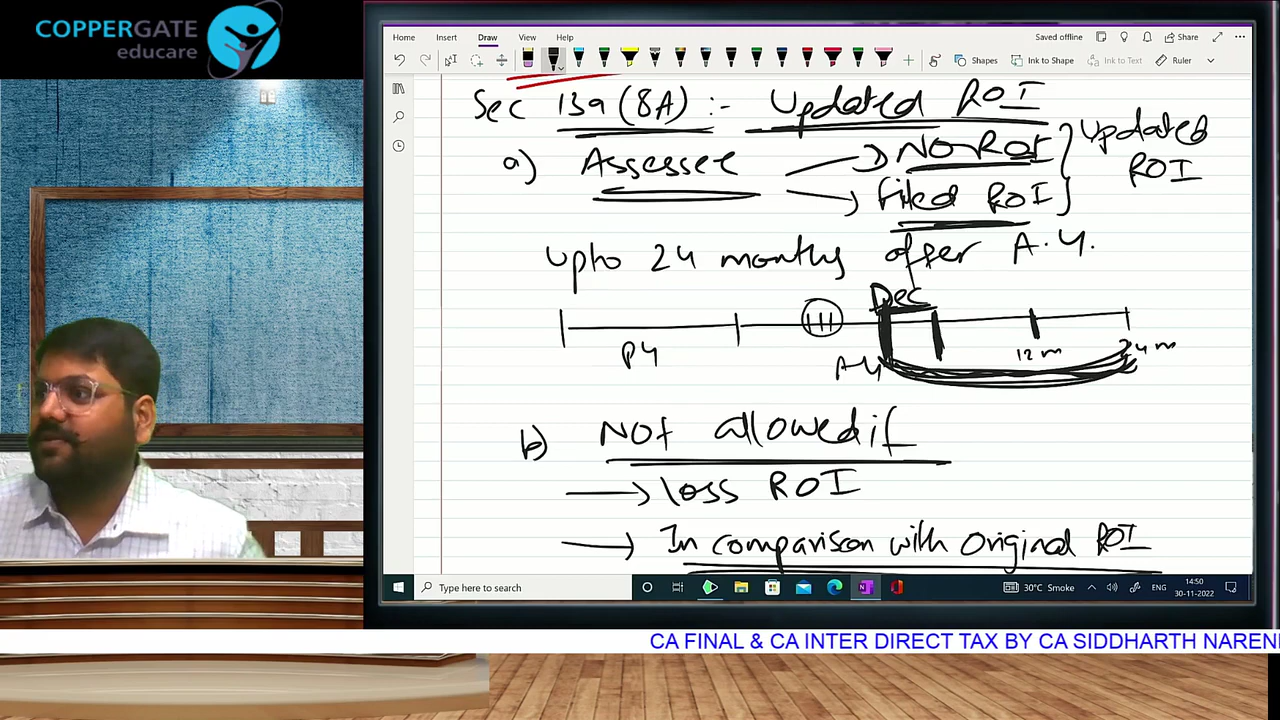 COPPERGATE
educare
Home Insert Draw View Help
Saved offline
Share
Shapes
Ink to Shape
Ink to Text
Ruler
Sec 139(8A) :- Updated ROI
a) Assessee NO ROI
Filed ROI
Updated
ROI
Upto 24 months after A.Y.
Dec
PY
A.Y
12 m
24 m
b) Not allowed if
loss ROI
In comparison with original ROI
Type here to search
30°C Smoke
ENG
14:50
30-11-2022
CA FINAL & CA INTER DIRECT TAX BY CA SIDDHARTH NAREN